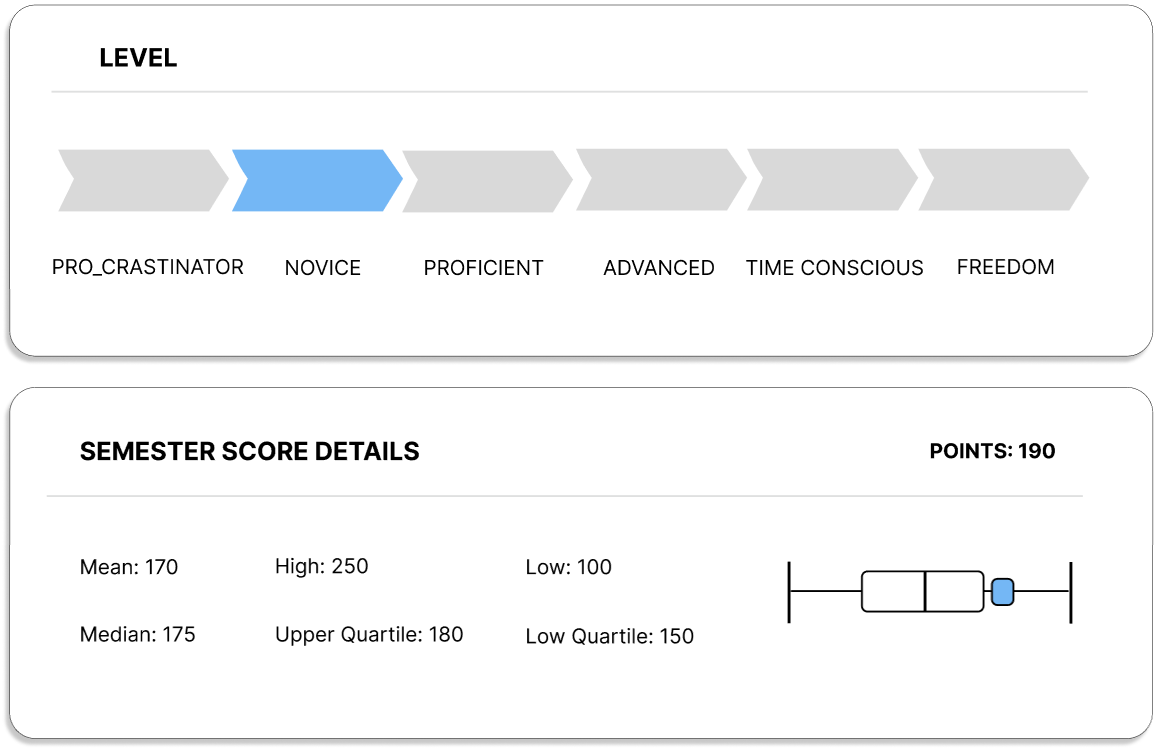 LEVEL
PRO_CRASTINATOR NOVICE PROFICIENT ADVANCED TIME CONSCIOUS FREEDOM
SEMESTER SCORE DETAILS POINTS: 190
Mean: 170 High: 250 Low: 100
Median: 175 Upper Quartile: 180 Low Quartile: 150